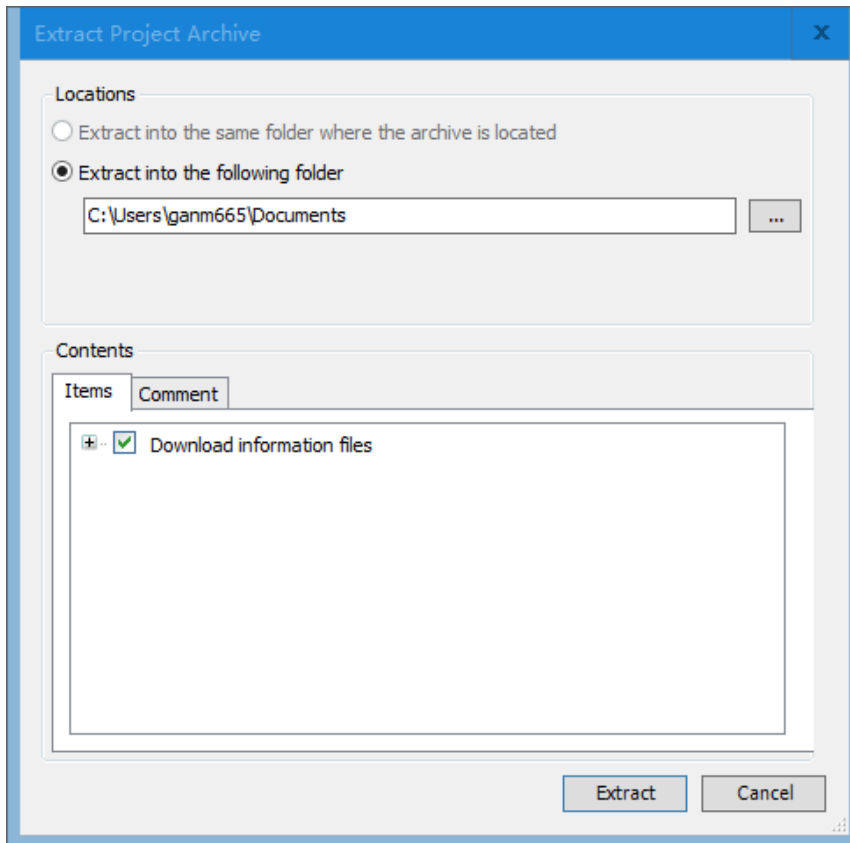 Extract Project Archive
Locations
Extract into the same folder where the archive is located
Extract into the following folder
C:\Users\ganm665\Documents
...
Contents
Items Comment
Download information files
Extract Cancel